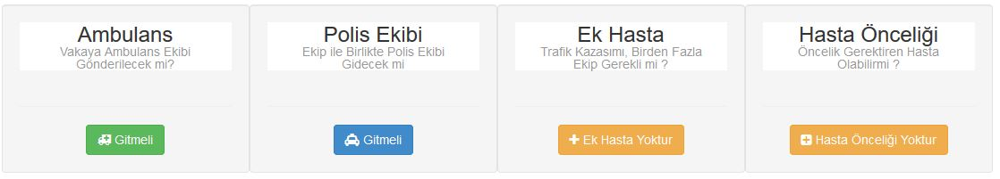 Ambulans
Vakaya Ambulans Ekibi
Gönderilecek mi?
Gitmeli
Polis Ekibi
Ekip ile Birlikte Polis Ekibi
Gidecek mi
Gitmeli
Ek Hasta
Trafik Kazasımı, Birden Fazla
Ekip Gerekli mi ?
Ek Hasta Yoktur
Hasta Önceliği
Öncelik Gerektiren Hasta
Olabilirmi ?
Hasta Önceliği Yoktur